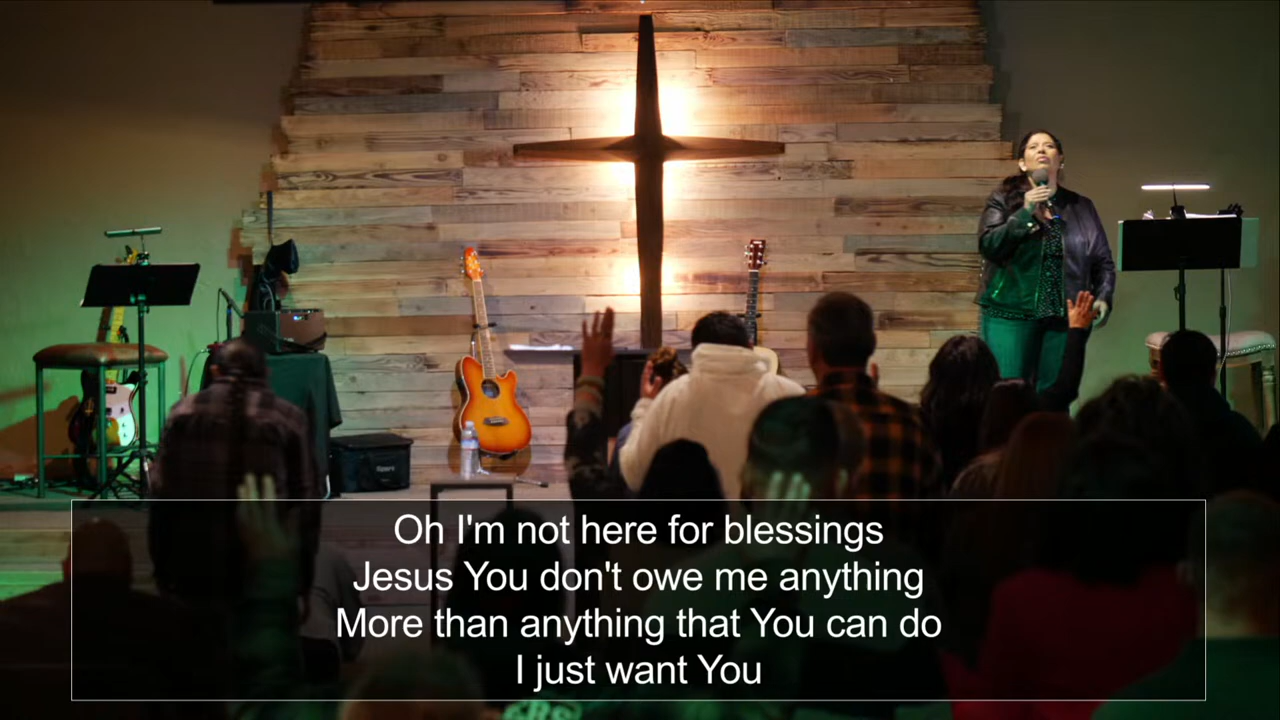 Oh I'm not here for blessings
Jesus You don't owe me anything
More than anything that You can do
I just want You